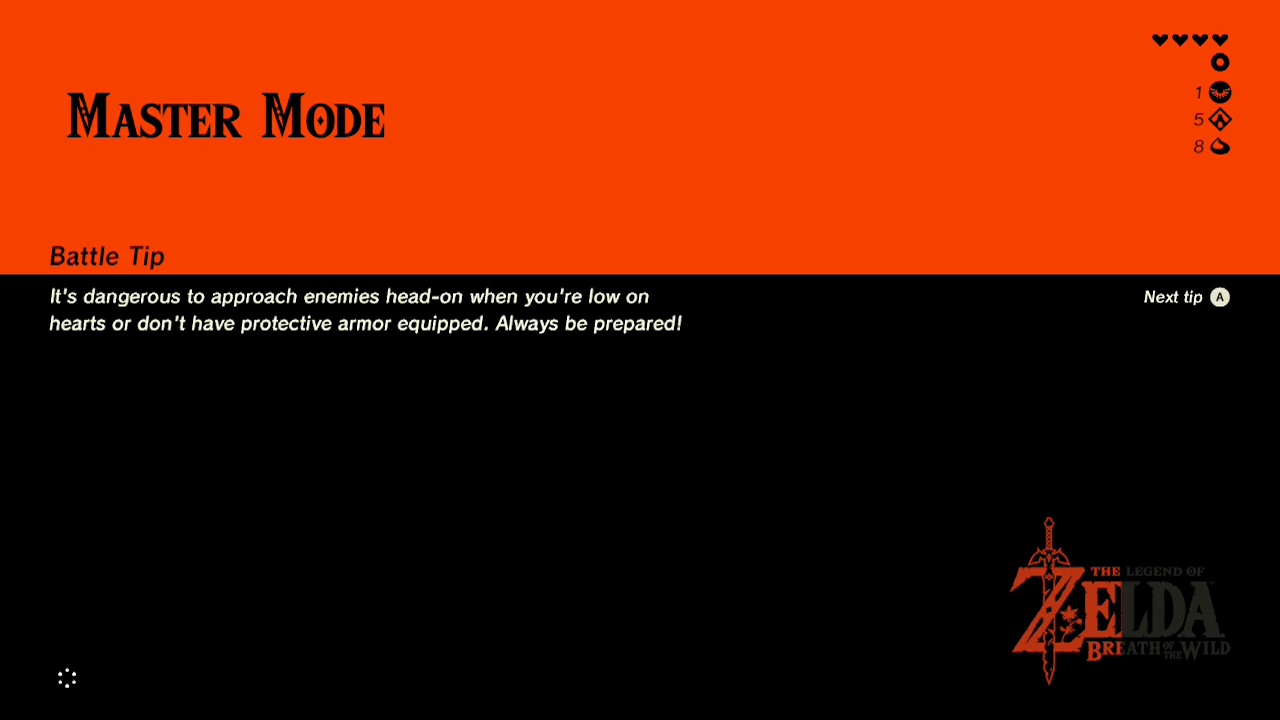 MASTER MODE
1
5
8
Battle Tip
It's dangerous to approach enemies head-on when you're low on
hearts or don't have protective armor equipped. Always be prepared!
Next tip A
THE LEGEND OF
ZELDA
BREATH OF THE WILD